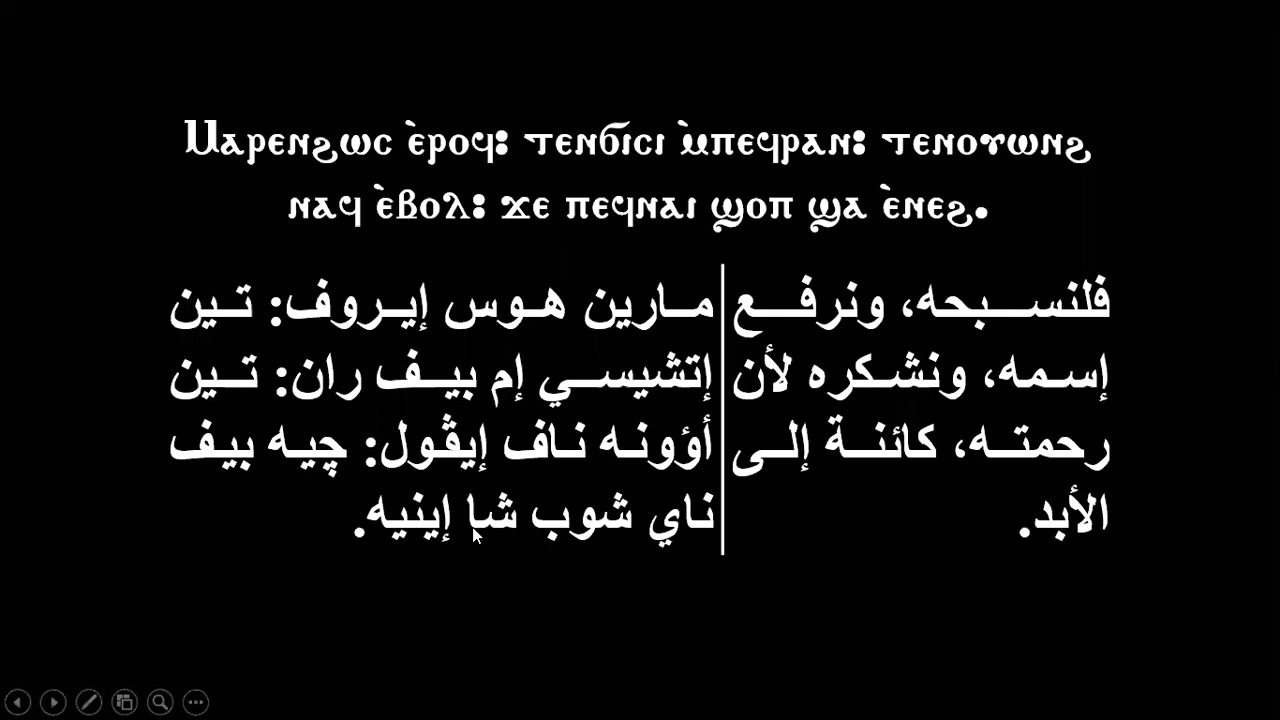 Ⲙⲁⲣⲉⲛϩⲱⲥ ⲉ̀ⲣⲟϥ: ⲧⲉⲛϭⲓⲥⲓ ⲙ̀ⲡⲉϥⲣⲁⲛ: ⲧⲉⲛⲟⲩⲱⲛϩ
ⲛⲁϥ ⲉ̀ⲃⲟⲗ: ϫⲉ ⲡⲉϥⲛⲁⲓ ϣⲟⲡ ϣⲁ ⲉ̀ⲛⲉϩ.
فلنسبحه، ونرفع
إسمه، ونشكره لأن
رحمته، كائنة إلى
الأبد.
مارين هوس إيروف: تين
إتشيسي إم بيف ران: تين
أؤونه ناف إيڤول: چيه بيف
ناي شوب شا إينيه.